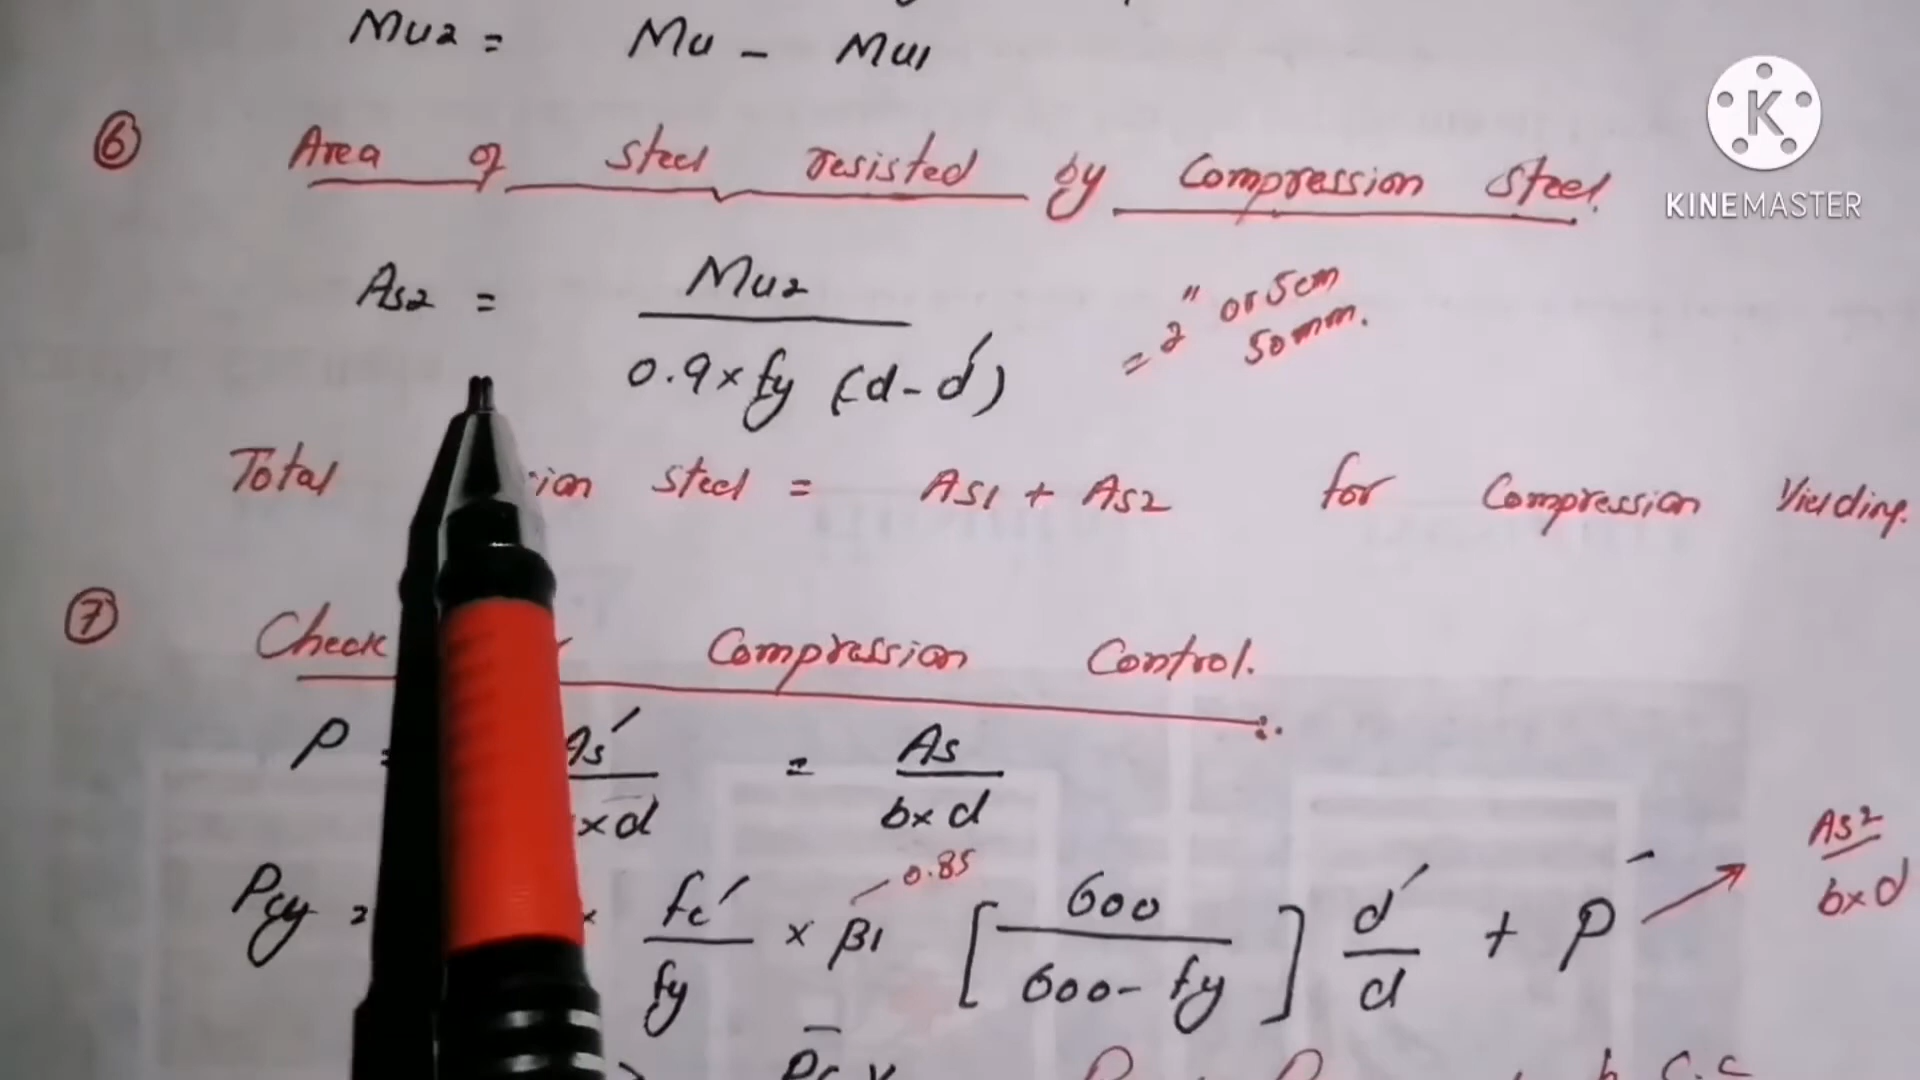 Mu2 = Mu - Mu1
K
KINEMASTER
⑥ Area of steel resisted by Compression steel.
As2 = Mu2 / 0.9 x fy (d - d') = 2" or 5cm
50mm.
Total ion steel = As1 + As2 for Compression Yielding.
⑦ Check Compression Control.
ρ = As' / x d = As / b x d
ρcy = x fc' / fy x β1 [ 600 / 600 - fy ] d' / d + ρ' → As2 / b x d
0.85